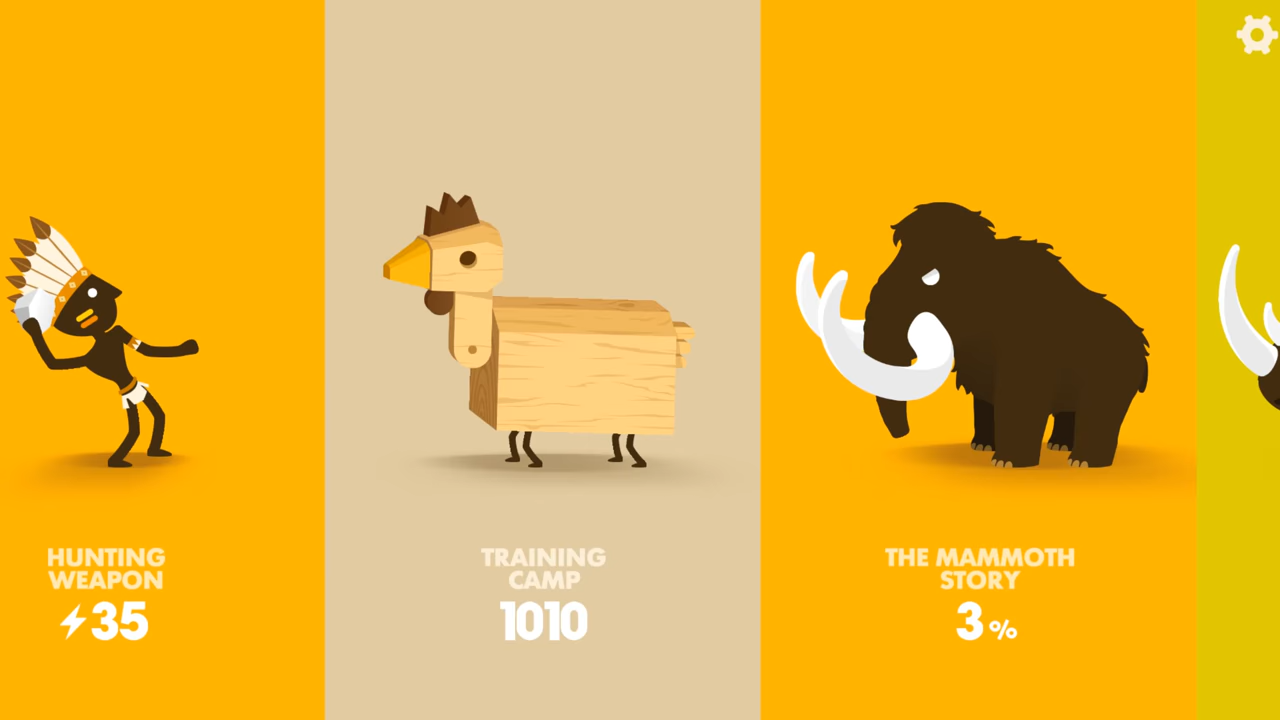 HUNTING
WEAPON
35
TRAINING
CAMP
1010
THE MAMMOTH
STORY
3 %